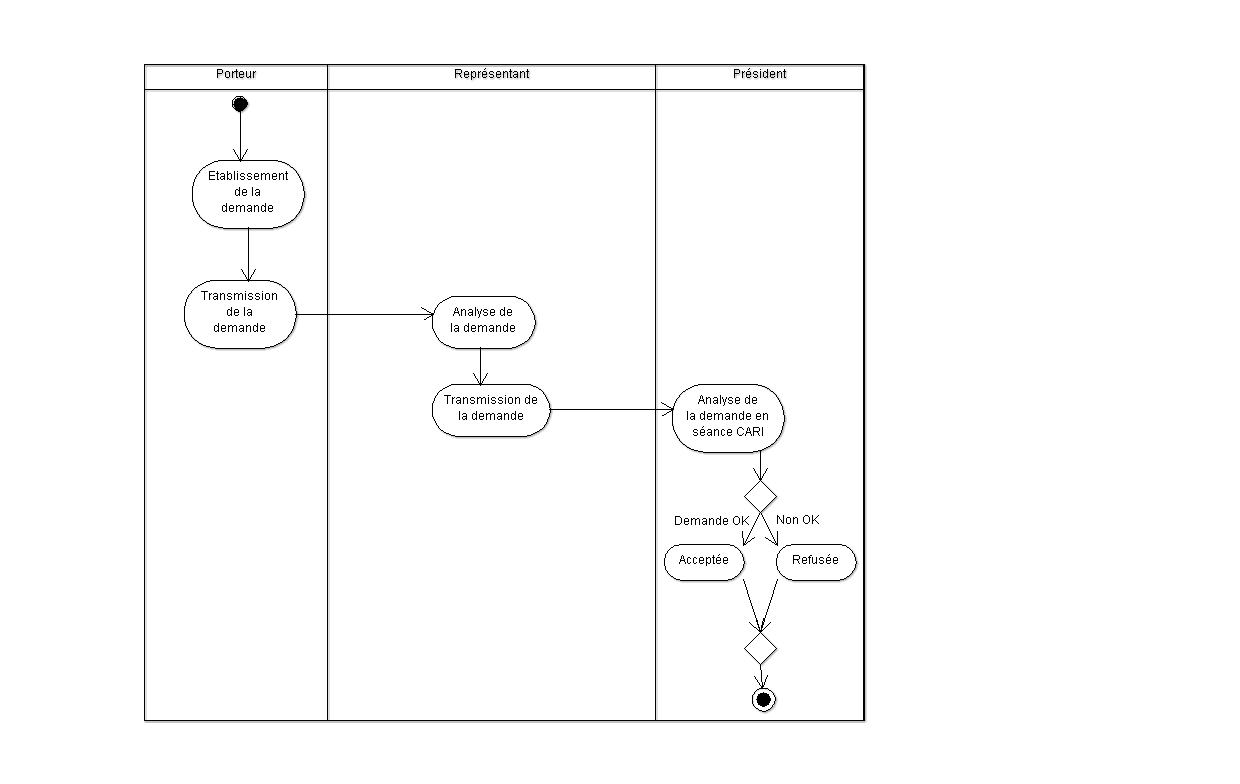 Porteur
Représentant
Président
Etablissement
de la
demande
Transmission
de la
demande
Analyse de
la demande
Transmission de
la demande
Analyse de
la demande en
séance CARI
Demande OK
Non OK
Acceptée
Refusée